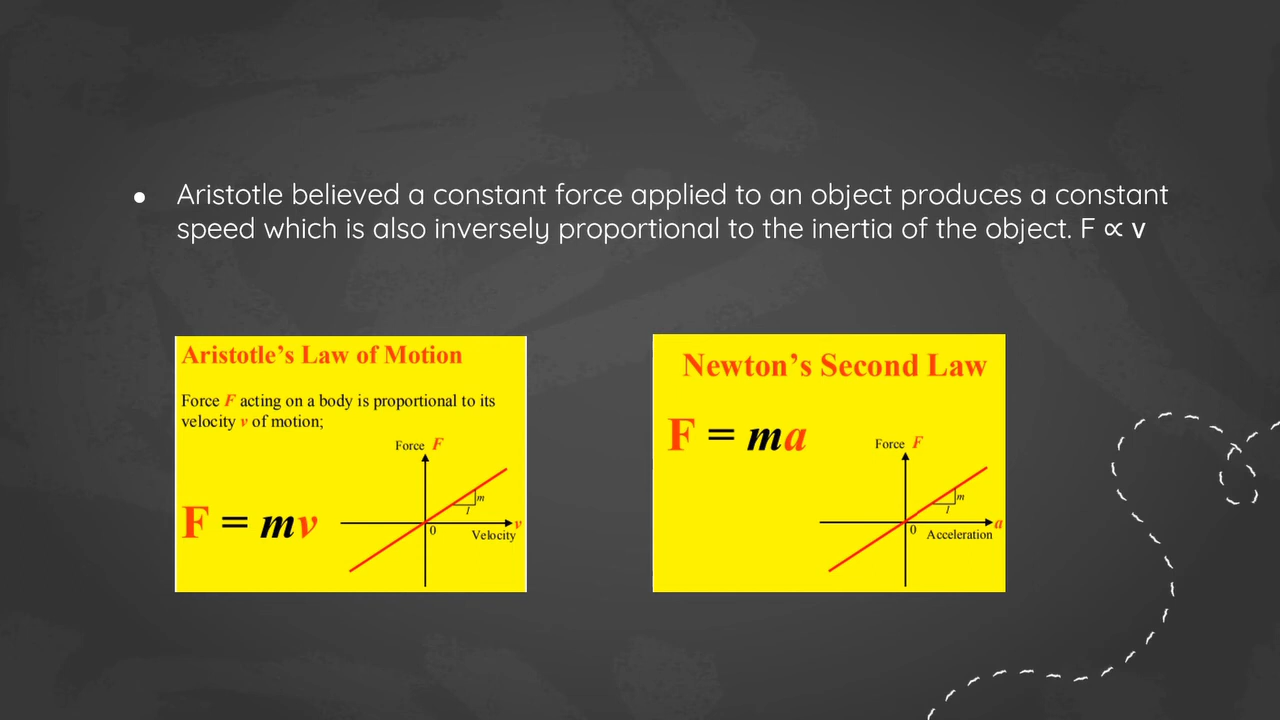 ● Aristotle believed a constant force applied to an object produces a constant
speed which is also inversely proportional to the inertia of the object. F ∝ v
Aristotle's Law of Motion
Force F acting on a body is proportional to its
velocity v of motion;
Force F
F = mv
m
l
0
v
Velocity
Newton's Second Law
F = ma
Force F
m
l
0
a
Acceleration